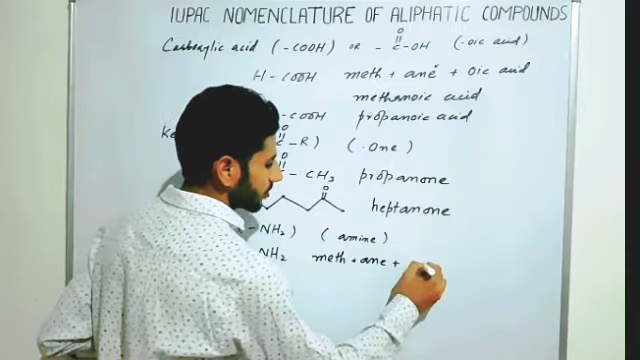 IUPAC NOMENCLATURE OF ALIPHATIC COMPOUNDS
Carboxylic acid (-COOH) OR -C-OH (-oic acid)
O
H-COOH meth + ane + oic acid
methanoic acid
-COOH propanoic acid
Ke
O
C-R) (-One)
O
- CH3 propanone
O
heptanone
-NH2) (amine)
NH2 meth + ane +